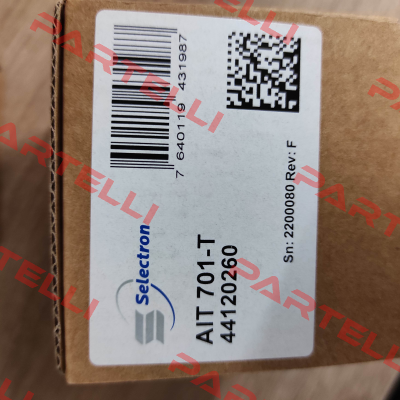 Selectron
AIT 701-T
44120260
7 640119 431987
Sn: 2200080 Rev: F
PARTELLI
PARTELLI
PARTELLI
PARTELLI